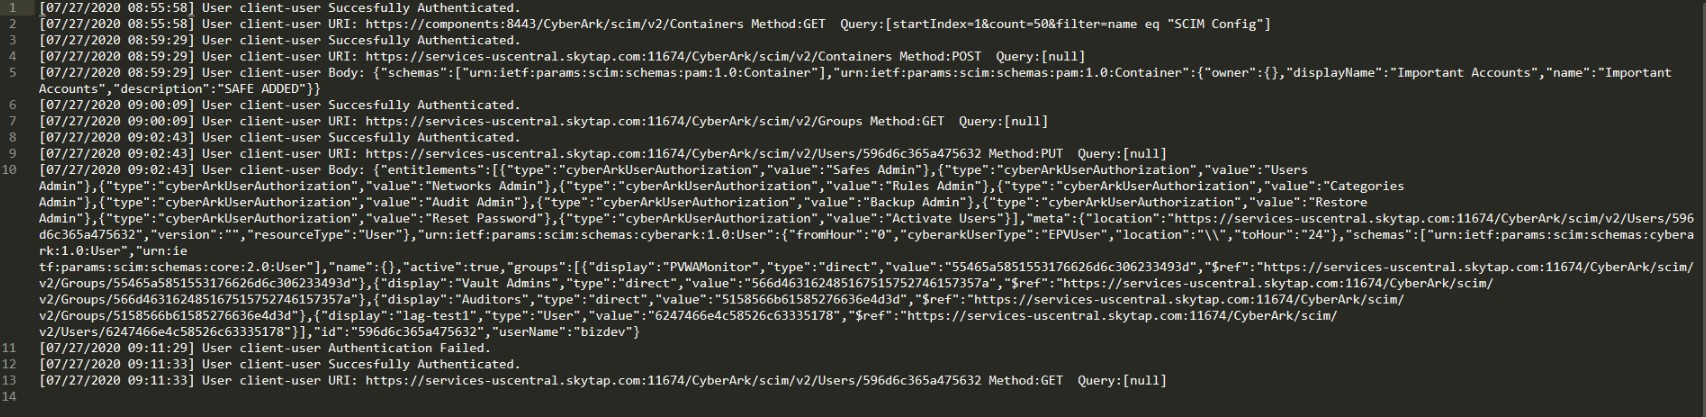 1 [07/27/2020 08:55:58] User client-user Succesfully Authenticated.
2 [07/27/2020 08:55:58] User client-user URI: https://components:8443/CyberArk/scim/v2/Containers Method:GET  Query:[startIndex=1&count=50&filter=name eq "SCIM Config"]
3 [07/27/2020 08:59:29] User client-user Succesfully Authenticated.
4 [07/27/2020 08:59:29] User client-user URI: https://services-uscentral.skytap.com:11674/CyberArk/scim/v2/Containers Method:POST  Query:[null]
5 [07/27/2020 08:59:29] User client-user Body: {"schemas":["urn:ietf:params:scim:schemas:pam:1.0:Container"],"urn:ietf:params:scim:schemas:pam:1.0:Container":{"owner":{},"displayName":"Important Accounts","name":"Important
Accounts","description":"SAFE ADDED"}}
6 [07/27/2020 09:00:09] User client-user Succesfully Authenticated.
7 [07/27/2020 09:00:09] User client-user URI: https://services-uscentral.skytap.com:11674/CyberArk/scim/v2/Groups Method:GET  Query:[null]
8 [07/27/2020 09:02:43] User client-user Succesfully Authenticated.
9 [07/27/2020 09:02:43] User client-user URI: https://services-uscentral.skytap.com:11674/CyberArk/scim/v2/Users/596d6c365a475632 Method:PUT  Query:[null]
10 [07/27/2020 09:02:43] User client-user Body: {"entitlements":[{"type":"cyberArkUserAuthorization","value":"Safes Admin"},{"type":"cyberArkUserAuthorization","value":"Users
Admin"},{"type":"cyberArkUserAuthorization","value":"Networks Admin"},{"type":"cyberArkUserAuthorization","value":"Rules Admin"},{"type":"cyberArkUserAuthorization","value":"Categories
Admin"},{"type":"cyberArkUserAuthorization","value":"Audit Admin"},{"type":"cyberArkUserAuthorization","value":"Backup Admin"},{"type":"cyberArkUserAuthorization","value":"Restore
Admin"},{"type":"cyberArkUserAuthorization","value":"Reset Password"},{"type":"cyberArkUserAuthorization","value":"Activate Users"}],"meta":{"location":"https://services-uscentral.skytap.com:11674/CyberArk/scim/v2/Users/596
d6c365a475632","version":"","resourceType":"User"},"urn:ietf:params:scim:schemas:cyberark:1.0:User":{"fromHour":"0","cyberarkUserType":"EPVUser","location":"\\","toHour":"24"},"schemas":["urn:ietf:params:scim:schemas:cybera
rk:1.0:User","urn:ie
tf:params:scim:schemas:core:2.0:User"],"name":{},"active":true,"groups":[{"display":"PVWAMonitor","type":"direct","value":"55465a5851553176626d6c306233493d","$ref":"https://services-uscentral.skytap.com:11674/CyberArk/scim/
v2/Groups/55465a5851553176626d6c306233493d"},{"display":"Vault Admins","type":"direct","value":"566d4631624851675157527461​57357a","$ref":"https://services-uscentral.skytap.com:11674/CyberArk/scim/
v2/Groups/566d463162485167515752746157357a"},{"display":"Auditors","type":"direct","value":"5158566b61585276636e4d3d","$ref":"https://services-uscentral.skytap.com:11674/CyberArk/scim/
v2/Groups/5158566b61585276636e4d3d"},{"display":"lag-test1","type":"User","value":"6247466e4c58526c63335178","$ref":"https://services-uscentral.skytap.com:11674/CyberArk/scim/
v2/Users/6247466e4c58526c63335178"}],"id":"596d6c365a475632","userName":"bizdev"}
11 [07/27/2020 09:11:29] User client-user Authentication Failed.
12 [07/27/2020 09:11:33] User client-user Succesfully Authenticated.
13 [07/27/2020 09:11:33] User client-user URI: https://services-uscentral.skytap.com:11674/CyberArk/scim/v2/Users/596d6c365a475632 Method:GET  Query:[null]
14